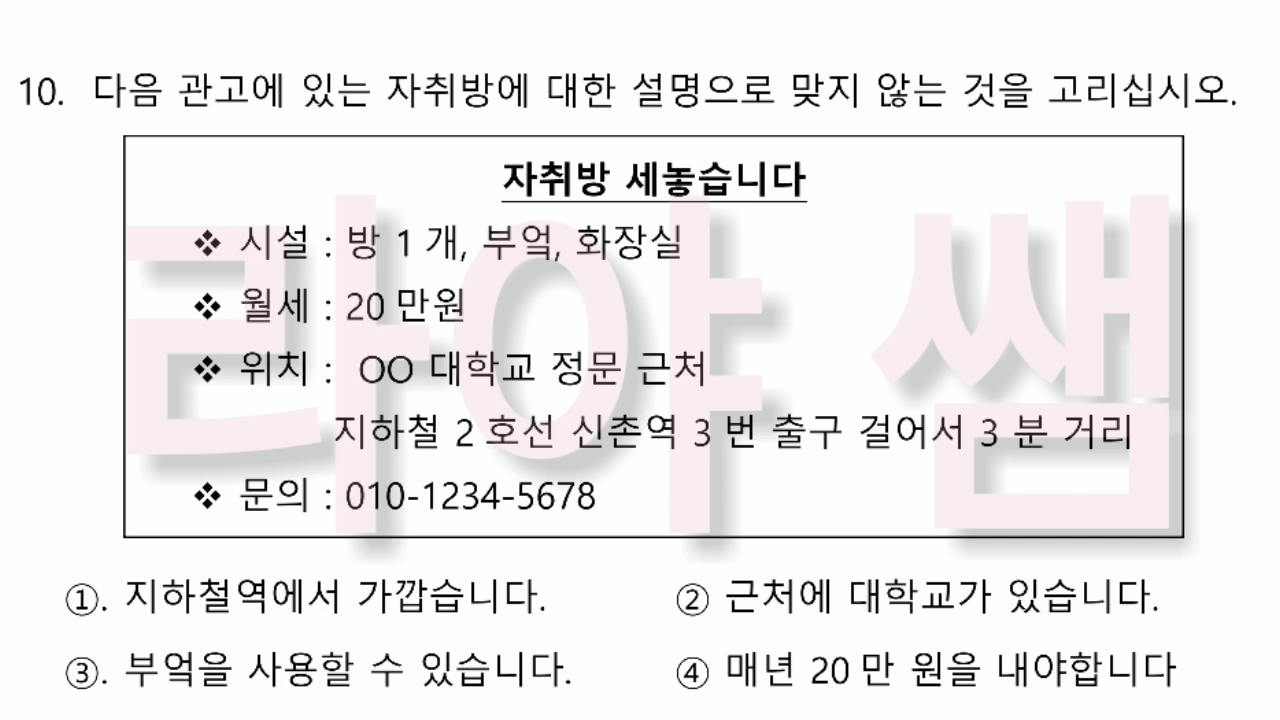 10. 다음 관고에 있는 자취방에 대한 설명으로 맞지 않는 것을 고리십시오.
자취방 세놓습니다
❖ 시설 : 방 1 개, 부엌, 화장실
❖ 월세 : 20 만원
❖ 위치 : OO 대학교 정문 근처
지하철 2 호선 신촌역 3 번 출구 걸어서 3 분 거리
❖ 문의 : 010-1234-5678
라야 쌤
①. 지하철역에서 가깝습니다. ② 근처에 대학교가 있습니다.
③. 부엌을 사용할 수 있습니다. ④ 매년 20 만 원을 내야합니다